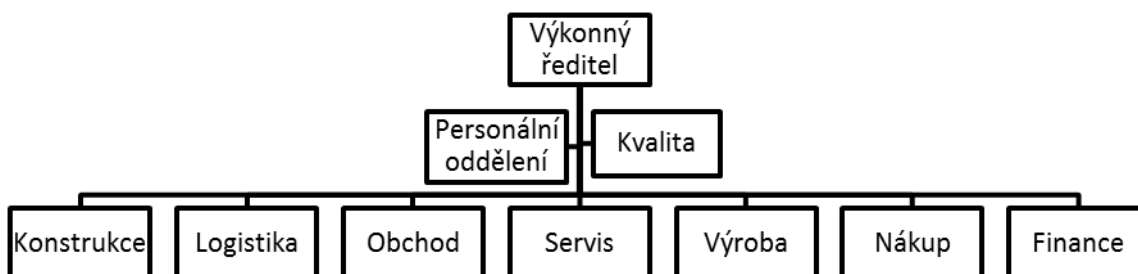 Výkonný
ředitel
Personální
oddělení
Kvalita
Konstrukce
Logistika
Obchod
Servis
Výroba
Nákup
Finance